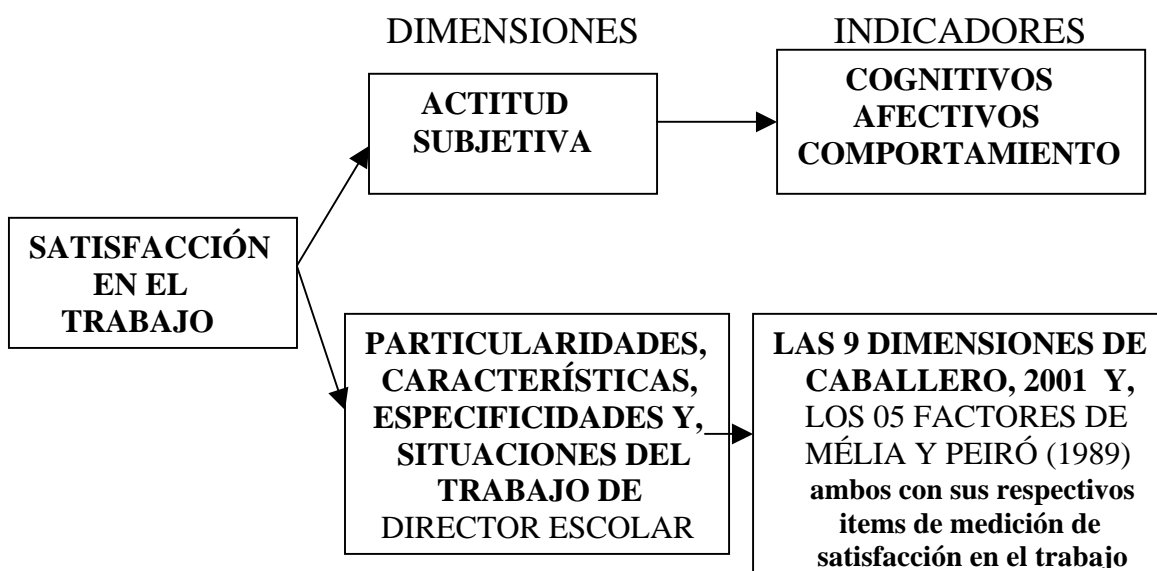 DIMENSIONES
INDICADORES
ACTITUD
SUBJETIVA
COGNITIVOS
AFECTIVOS
COMPORTAMIENTO
SATISFACCIÓN
EN EL
TRABAJO
PARTICULARIDADES,
CARACTERÍSTICAS,
ESPECIFICIDADES Y,
SITUACIONES DEL
TRABAJO DE
DIRECTOR ESCOLAR
LAS 9 DIMENSIONES DE
CABALLERO, 2001 Y,
LOS 05 FACTORES DE
MÉLIA Y PEIRÓ (1989)
ambos con sus respectivos
items de medición de
satisfacción en el trabajo